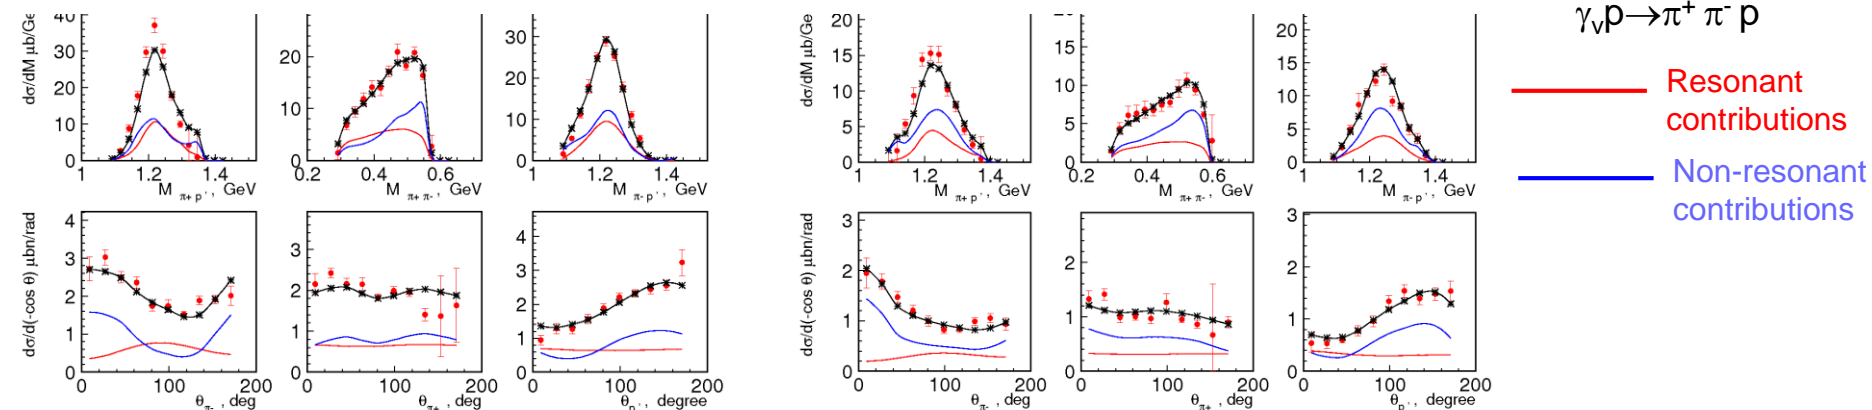 γᵥp→π⁺ π⁻ p
Resonant
contributions
Non-resonant
contributions
dσ/dM μb/Ge
40
30
20
10
0
1 1.2 1.4
M π+ p', GeV
20
10
0
0.2 0.4 0.6
M π+ π-, GeV
30
20
10
0
1 1.2 1.4
M π- p', GeV
dσ/dM μb/Ge
20
15
10
5
0
1 1.2 1.4
M π+ p', GeV
15
10
5
0
0.2 0.4 0.6
M π+ π-, GeV
20
15
10
5
0
1 1.2 1.4
M π- p', GeV
dσ/d(-cos θ) μbn/rad
4
3
2
1
0
0 100 200
θ π-, deg
3
2
1
0
0 100 200
θ π+, deg
4
3
2
1
0
0 100 200
θ p', degree
dσ/d(-cos θ) μbn/rad
3
2
1
0
0 100 200
θ π-, deg
2
1
0
0 100 200
θ π+, deg
3
2
1
0
0 100 200
θ p', degree